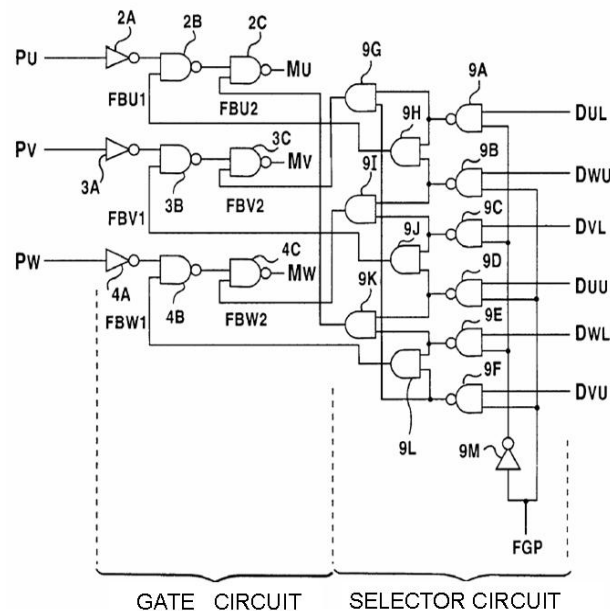 2A
2B
2C
9G
9A
PU
MU
DUL
FBU1
FBU2
9H
9B
3C
PV
MV
9I
DWU
3A
3B
FBV2
9C
FBV1
9J
DVL
4C
9D
PW
MW
9K
DUU
4A
4B
9E
FBW1
FBW2
DWL
9F
DVU
9L
9M
FGP
GATE CIRCUIT
SELECTOR CIRCUIT